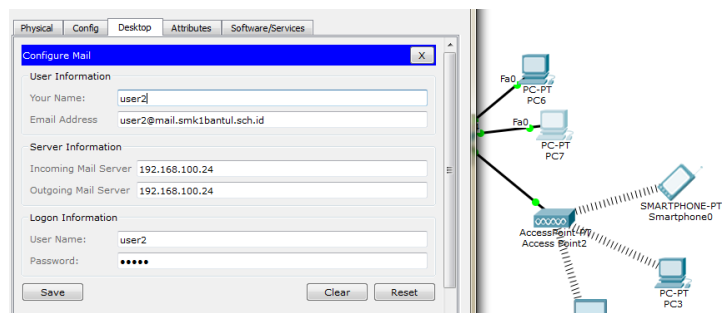 Physical Config Desktop Attributes Software/Services
Configure Mail X
User Information
Your Name: user2
Email Address user2@mail.smk1bantul.sch.id
Server Information
Incoming Mail Server 192.168.100.24
Outgoing Mail Server 192.168.100.24
Logon Information
User Name: user2
Password: •••••
Save Clear Reset
Fa0
PC-PT
PC6
Fa0
PC-PT
PC7
SMARTPHONE-PT
Smartphone0
AccessPoint-PT
Access Point2
PC-PT
PC3